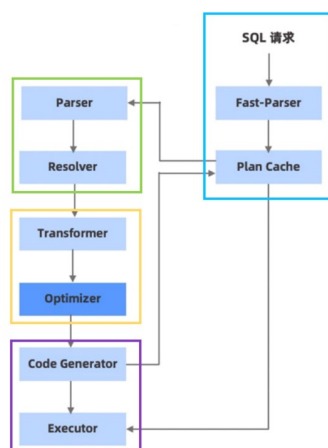 SQL 请求
Parser
Fast-Parser
Resolver
Plan Cache
Transformer
Optimizer
Code Generator
Executor